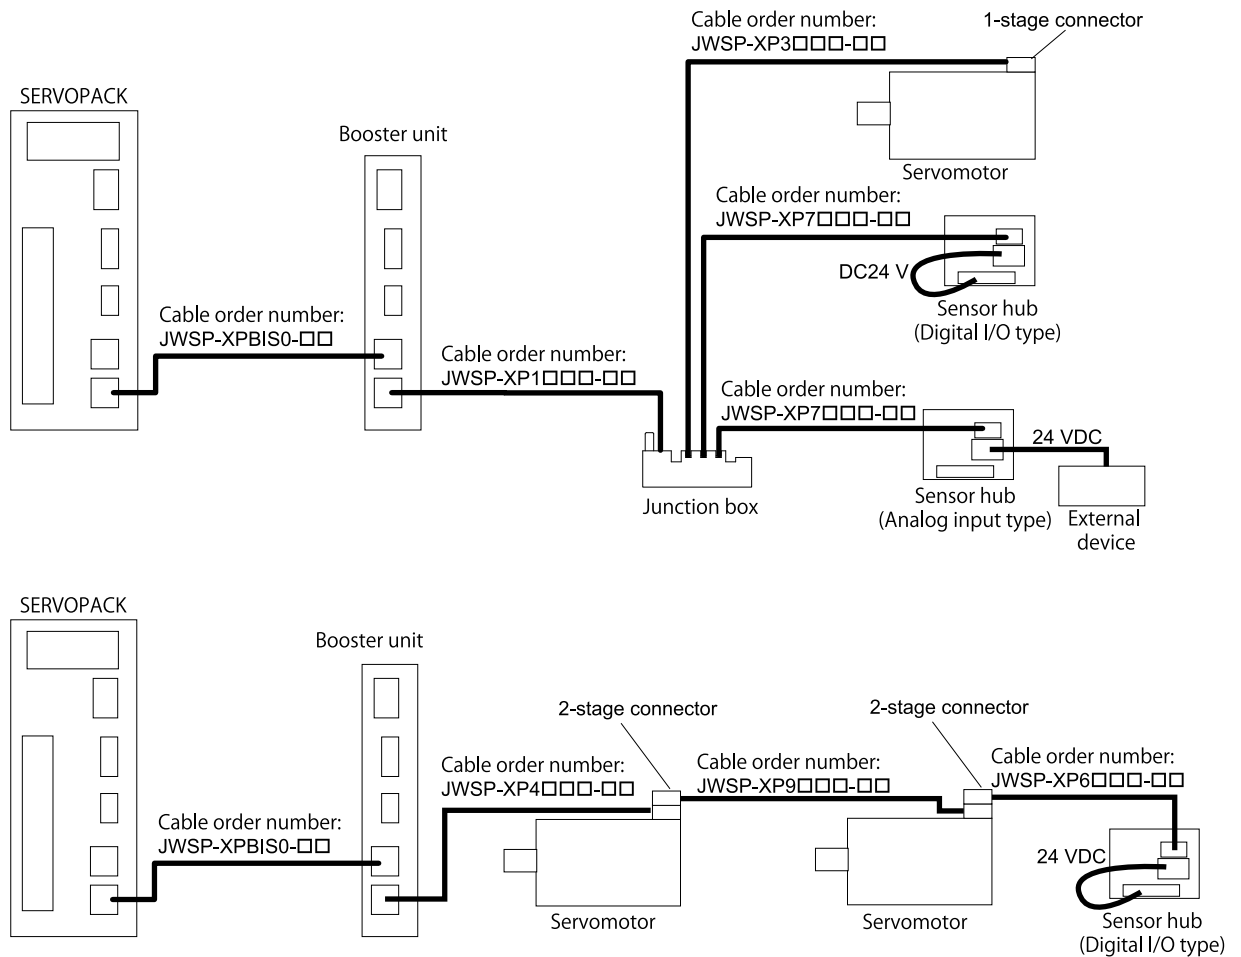 Cable order number:
JWSP-XP3□□□-□□
1-stage connector
SERVOPACK
Booster unit
Servomotor
Cable order number:
JWSP-XP7□□□-□□
DC24 V
Sensor hub
(Digital I/O type)
Cable order number:
JWSP-XPBIS0-□□
Cable order number:
JWSP-XP1□□□-□□
Cable order number:
JWSP-XP7□□□-□□
24 VDC
Junction box
Sensor hub
(Analog input type)
External
device
SERVOPACK
Booster unit
2-stage connector
2-stage connector
Cable order number:
JWSP-XP4□□□-□□
Cable order number:
JWSP-XP9□□□-□□
Cable order number:
JWSP-XP6□□□-□□
Cable order number:
JWSP-XPBIS0-□□
24 VDC
Servomotor
Servomotor
Sensor hub
(Digital I/O type)